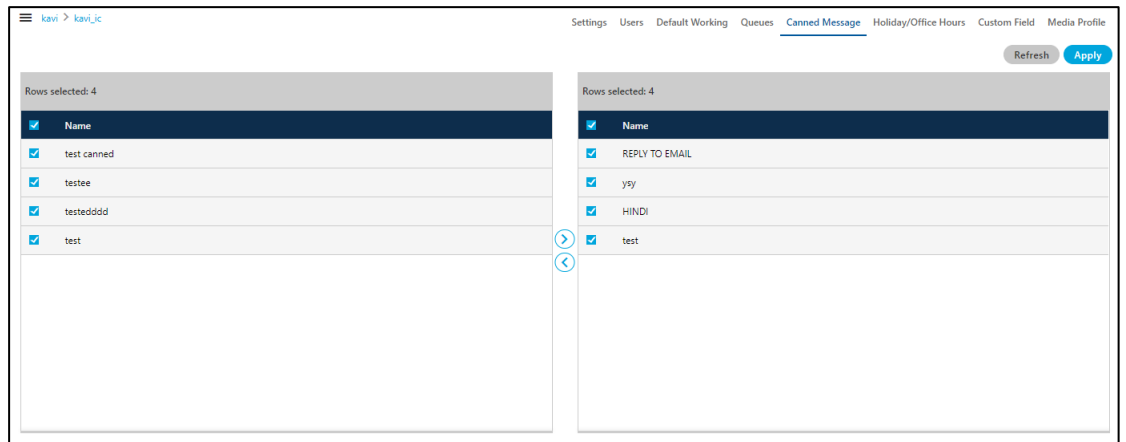 kavi > kavi_ic
Settings Users Default Working Queues Canned Message Holiday/Office Hours Custom Field Media Profile
Refresh Apply
Rows selected: 4
Name
test canned
testee
testedddd
test
Rows selected: 4
Name
REPLY TO EMAIL
ysy
HINDI
test